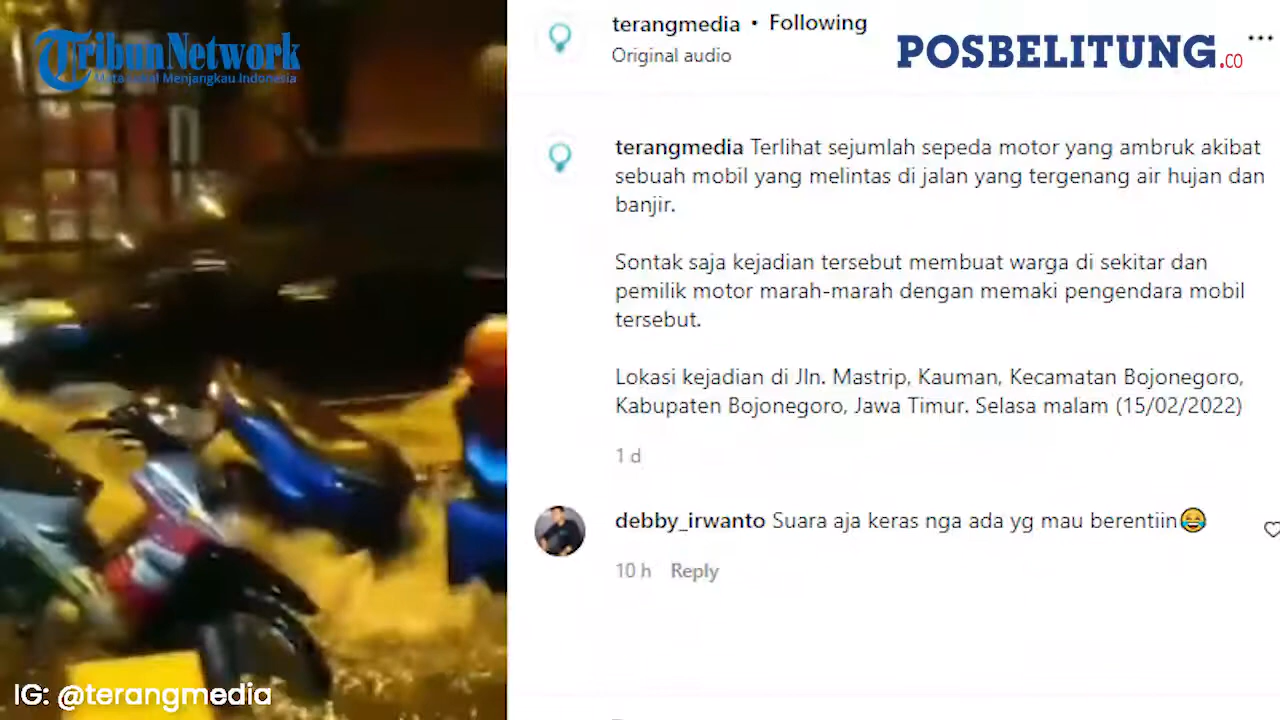 TribunNetwork
Mata Lokal Menjangkau Indonesia
terangmedia • Following
Original audio
POSBELITUNG.co
terangmedia Terlihat sejumlah sepeda motor yang ambruk akibat
sebuah mobil yang melintas di jalan yang tergenang air hujan dan
banjir.
Sontak saja kejadian tersebut membuat warga di sekitar dan
pemilik motor marah-marah dengan memaki pengendara mobil
tersebut.
Lokasi kejadian di Jln. Mastrip, Kauman, Kecamatan Bojonegoro,
Kabupaten Bojonegoro, Jawa Timur. Selasa malam (15/02/2022)
1 d
debby_irwanto Suara aja keras nga ada yg mau berentiin😂
10 h Reply
IG: @terangmedia